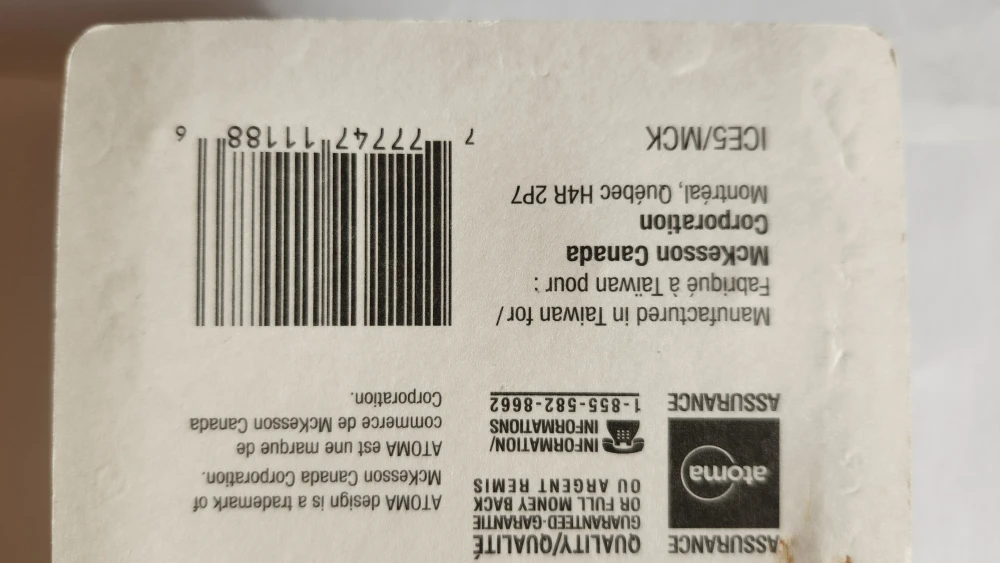 ASSURANCE
atoma
ASSURANCE
QUALITY/QUALITÉ
GUARANTEED-GARANTIE
OR FULL MONEY BACK
OU ARGENT REMIS
INFORMATION/
INFORMATIONS
1-855-582-8662
ATOMA design is a trademark of
McKesson Canada Corporation.
ATOMA est une marque de
commerce de McKesson Canada
Corporation.
Manufactured in Taiwan for/
Fabriqué à Taïwan pour :
McKesson Canada
Corporation
Montréal, Québec H4R 2P7
ICE5/MCK
7 77747 11188 6